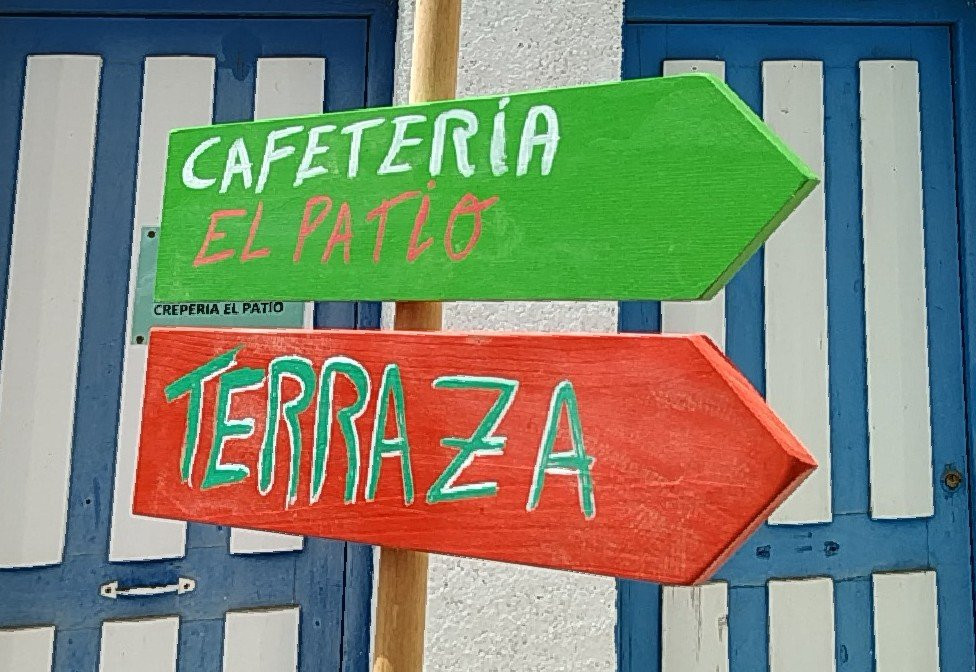 CAFETERÍA
EL PATIO
CREPERIA EL PATIO
TERRAZA